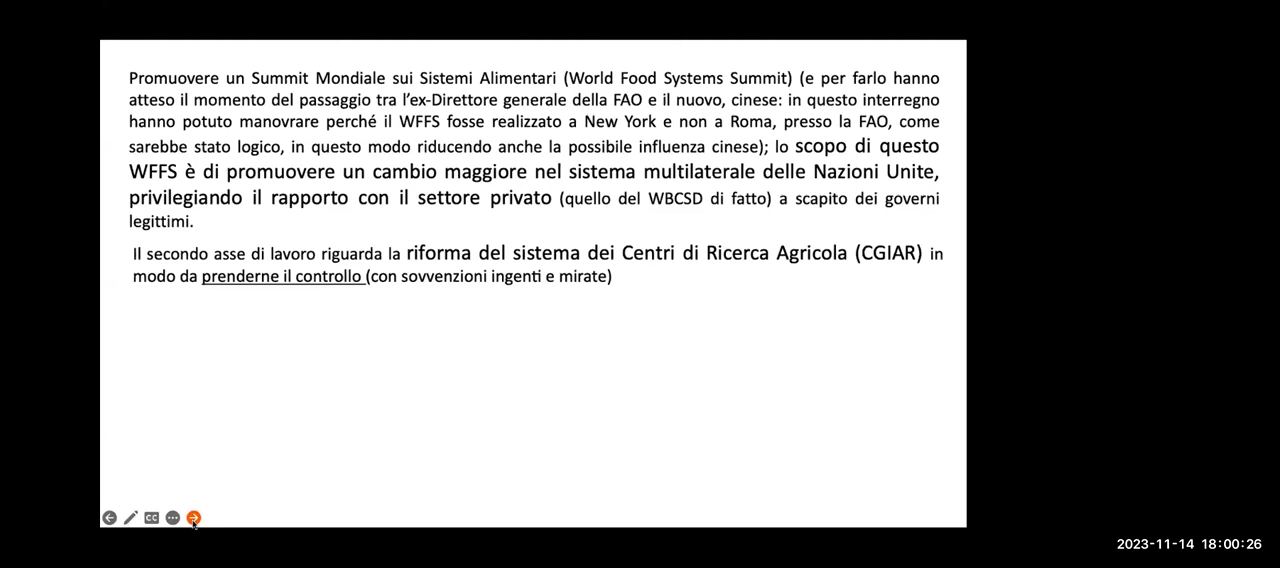 Promuovere un Summit Mondiale sui Sistemi Alimentari (World Food Systems Summit) (e per farlo hanno
atteso il momento del passaggio tra l'ex-Direttore generale della FAO e il nuovo, cinese: in questo interregno
hanno potuto manovrare perché il WFFS fosse realizzato a New York e non a Roma, presso la FAO, come
sarebbe stato logico, in questo modo riducendo anche la possibile influenza cinese); lo scopo di questo
WFFS è di promuovere un cambio maggiore nel sistema multilaterale delle Nazioni Unite,
privilegiando il rapporto con il settore privato (quello del WBCSD di fatto) a scapito dei governi
legittimi.
Il secondo asse di lavoro riguarda la riforma del sistema dei Centri di Ricerca Agricola (CGIAR) in
modo da prenderne il controllo (con sovvenzioni ingenti e mirate)
CC
2023-11-14 18:00:26